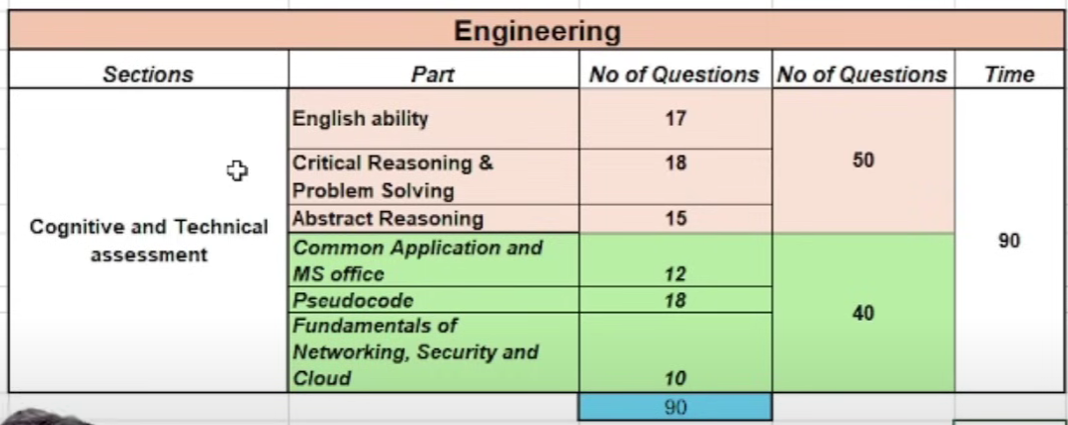 Engineering
Sections Part No of Questions No of Questions Time
English ability 17
Critical Reasoning & 18
Problem Solving
50
Abstract Reasoning 15
Cognitive and Technical
assessment
Common Application and
MS office 12
90
Pseudocode 18
40
Fundamentals of
Networking, Security and
Cloud 10
90